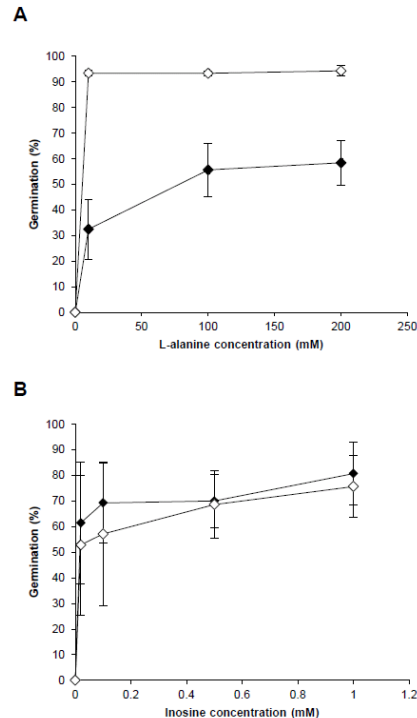 A
100
90
80
70
60
50
40
30
20
10
0
Germination (%)
0 50 100 150 200 250
L-alanine concentration (mM)
B
100
90
80
70
60
50
40
30
20
10
0
Germination (%)
0 0.2 0.4 0.6 0.8 1 1.2
Inosine concentration (mM)